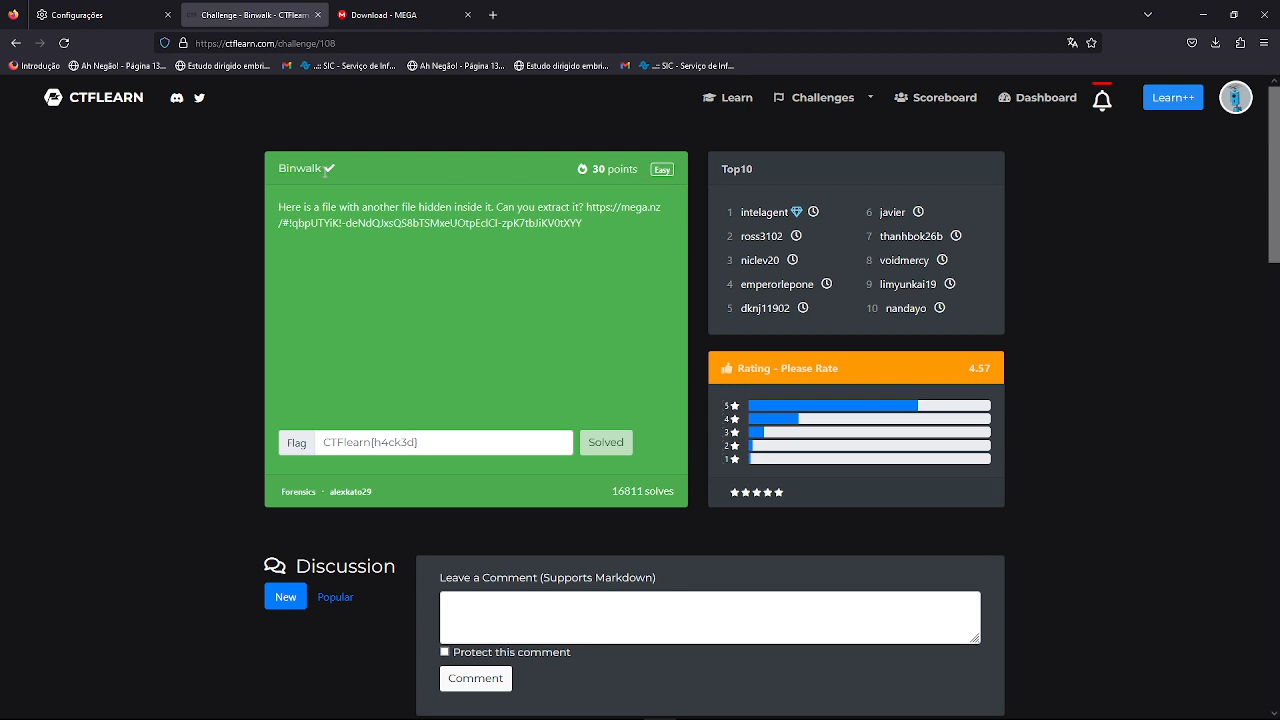 Configurações
Challenge - Binwalk - CTFlearn
Download - MEGA
https://ctflearn.com/challenge/108
Introdução
Ah Negão! - Página 13...
Estudo dirigido embri...
..:: SIC - Serviço de Inf...
Ah Negão! - Página 13...
Estudo dirigido embri...
..:: SIC - Serviço de Inf...
CTFLEARN
Learn
Challenges
Scoreboard
Dashboard
Learn++
Binwalk
30 points
Easy
Here is a file with another file hidden inside it. Can you extract it? https://mega.nz
/#!qbpUTYiK!-deNdQJxsQS8bTSMxeUOtpEclCI-zpK7tbJiKV0tXYY
Flag
CTFlearn{h4ck3d}
Solved
Forensics · alexkato29
16811 solves
Top10
1 intelagent
2 ross3102
3 niclev20
4 emperorlepone
5 dknj11902
6 javier
7 thanhbok26b
8 voidmercy
9 limyunkai19
10 nandayo
Rating - Please Rate
4.57
5
4
3
2
1
Discussion
New
Popular
Leave a Comment (Supports Markdown)
Protect this comment
Comment